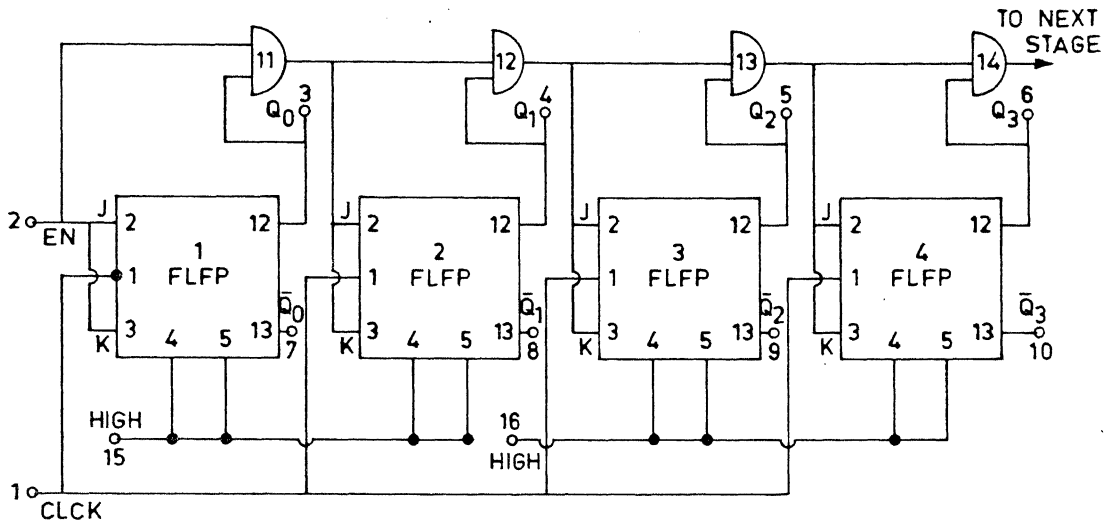 TO NEXT
STAGE
11
12
13
14
Q0 3
Q1 4
Q2 5
Q3 6
2 EN
J 2 12
1
1 FLFP
3 K
4 5 13
Q̄0
7
J 2 12
1
2
FLFP
3 K
4 5 13
Q̄1
8
J 2 12
1
3
FLFP
3 K
4 5 13
Q̄2
9
J 2 12
1
4
FLFP
3 K
4 5 13
Q̄3
10
HIGH
15
16
HIGH
1 CLCK